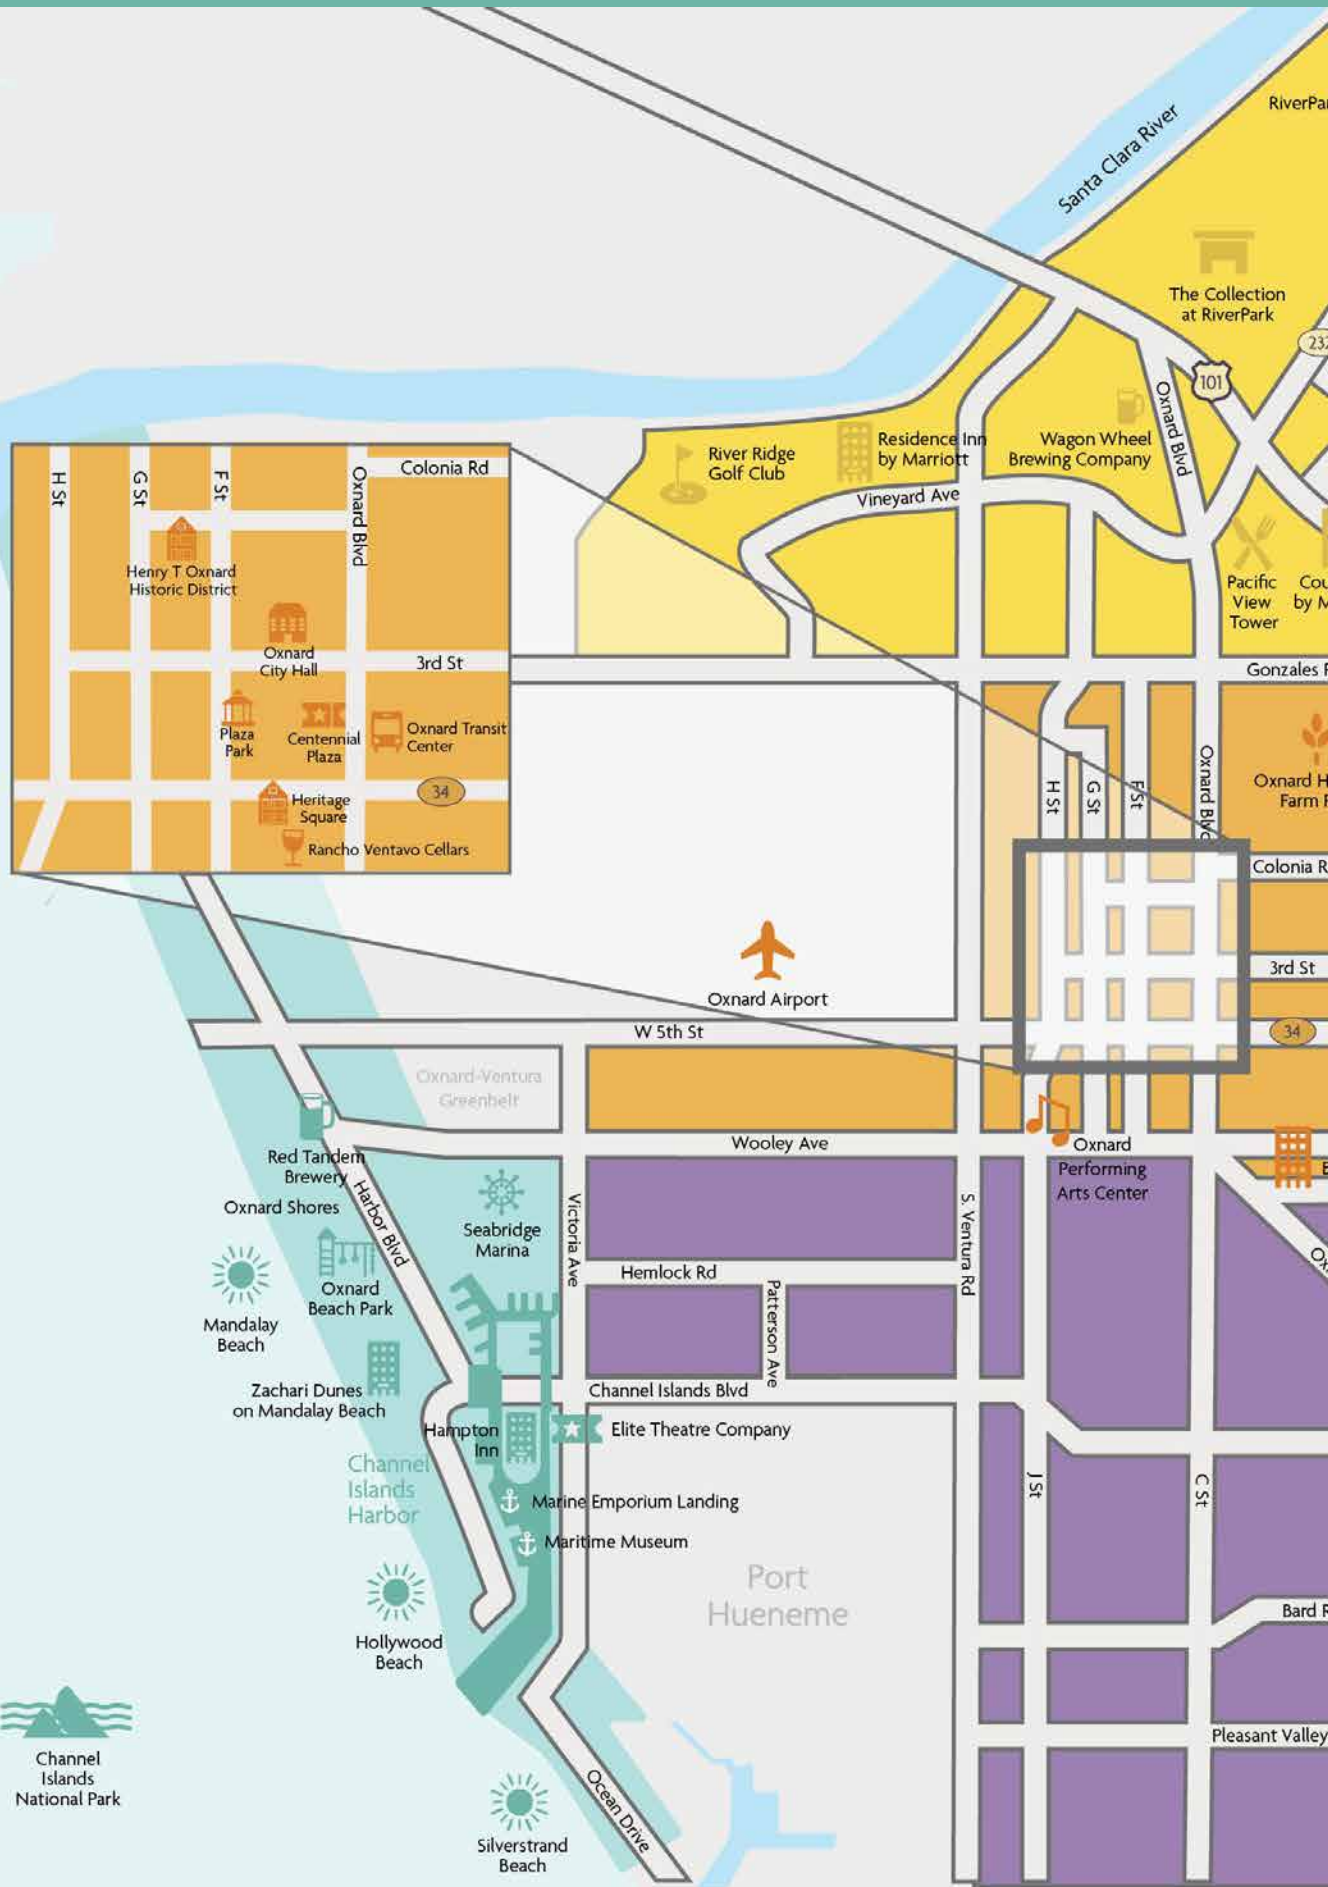 Santa Clara River
The Collection
at RiverPark
101
Oxnard Blvd
River Ridge
Golf Club
Residence Inn
by Marriott
Wagon Wheel
Brewing Company
Vineyard Ave
Pacific
View
Tower
H St
G St
F St
Oxnard Blvd
Colonia Rd
Henry T Oxnard
Historic District
Oxnard
City Hall
3rd St
Plaza
Park
Centennial
Plaza
Oxnard Transit
Center
34
Heritage
Square
Rancho Ventavo Cellars
Gonzales
H St
G St
F St
Oxnard Blvd
Oxnard H
Farm
Colonia R
3rd St
34
Oxnard Airport
W 5th St
Oxnard-Ventura
Greenbelt
Wooley Ave
Oxnard
Performing
Arts Center
Red Tandem
Brewery
Oxnard Shores
Harbor Blvd
Seabridge
Marina
Victoria Ave
S. Ventura Rd
Hemlock Rd
Patterson Ave
Oxnard
Beach Park
Mandalay
Beach
Zachari Dunes
on Mandalay Beach
Channel Islands Blvd
Hampton
Inn
Elite Theatre Company
Channel
Islands
Harbor
Marine Emporium Landing
Maritime Museum
J St
C St
Port
Hueneme
Hollywood
Beach
Bard R
Pleasant Valley
Channel
Islands
National Park
Silverstrand
Beach
Ocean Drive